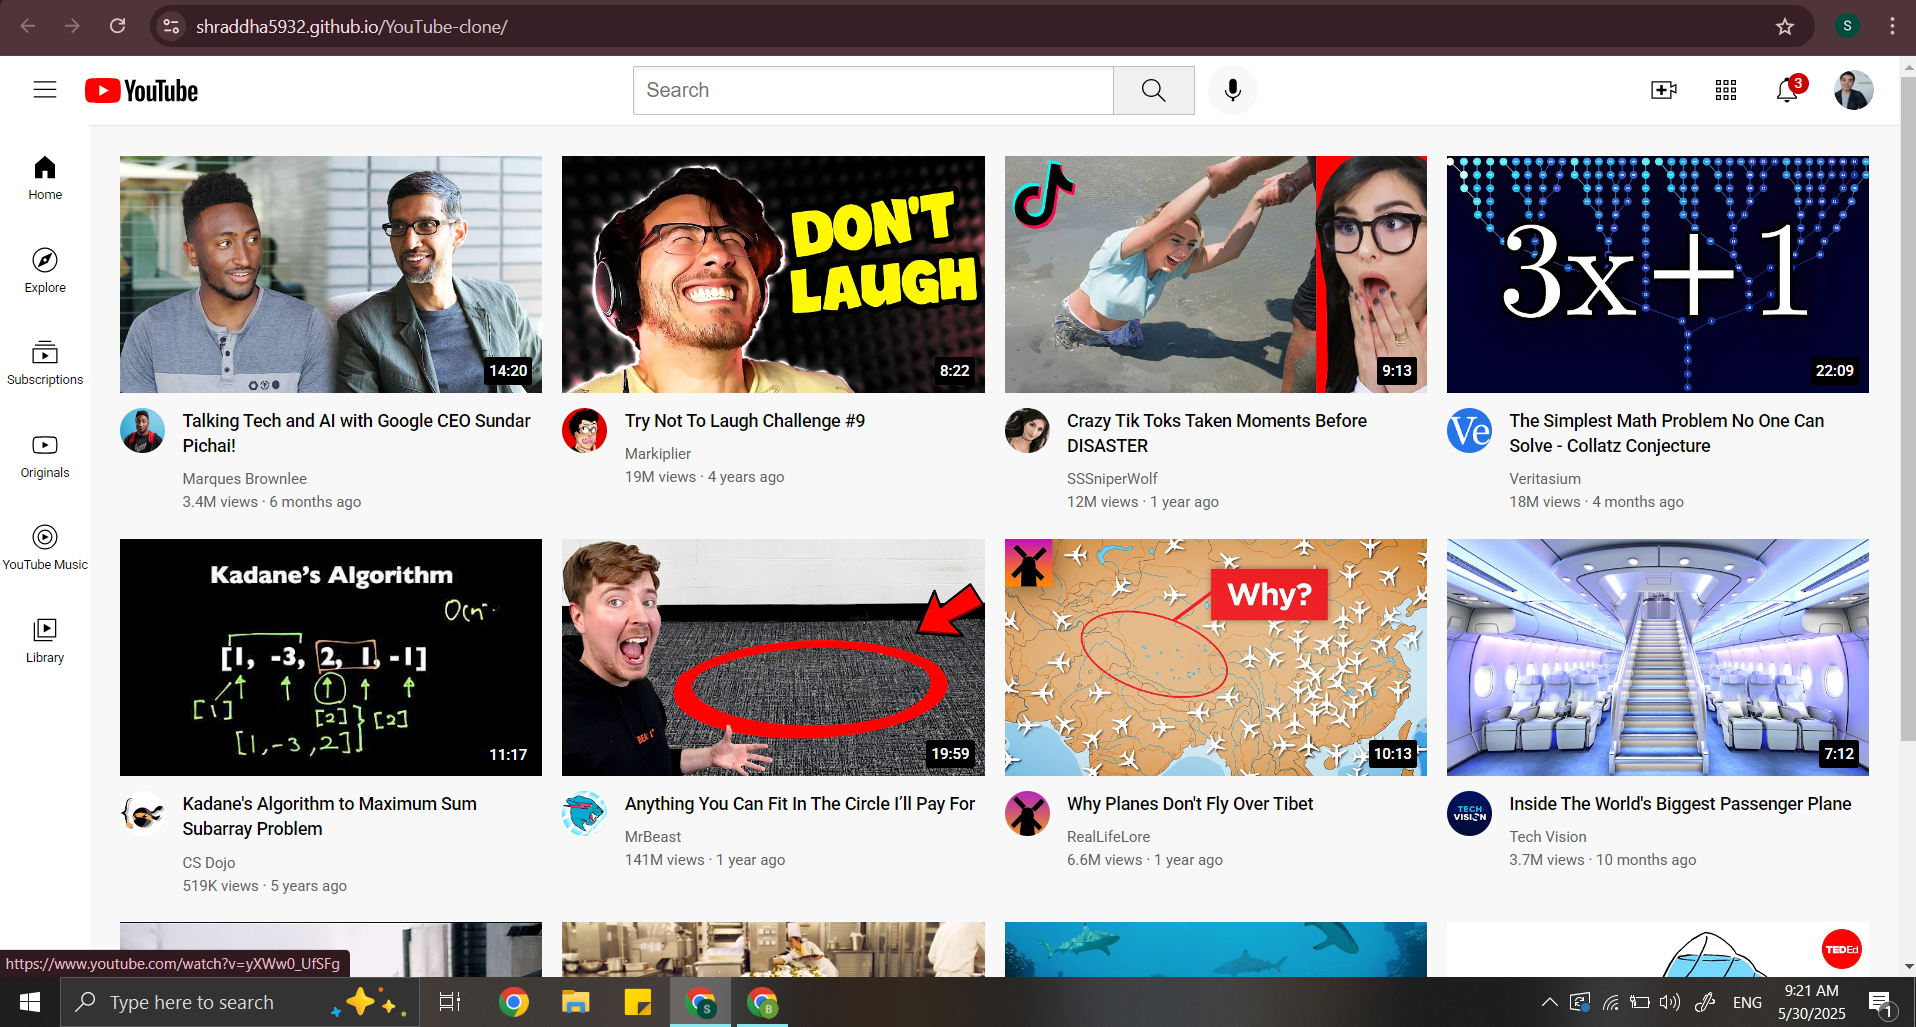 shraddha5932.github.io/YouTube-clone/
S
YouTube
Search
3
Home
Explore
Subscriptions
Originals
YouTube Music
Library
14:20
Talking Tech and AI with Google CEO Sundar
Pichai!
Marques Brownlee
3.4M views · 6 months ago
DON'T
LAUGH
8:22
Try Not To Laugh Challenge #9
Markiplier
19M views · 4 years ago
9:13
Crazy Tik Toks Taken Moments Before
DISASTER
SSSniperWolf
12M views · 1 year ago
3x+1
22:09
Ve
The Simplest Math Problem No One Can
Solve - Collatz Conjecture
Veritasium
18M views · 4 months ago
Kadane's Algorithm
[1, -3, 2, 1, -1]
[1]
[2]
[2]
[1,-3,2]
11:17
Kadane's Algorithm to Maximum Sum
Subarray Problem
CS Dojo
519K views · 5 years ago
19:59
Anything You Can Fit In The Circle I’ll Pay For
MrBeast
141M views · 1 year ago
Why?
10:13
Why Planes Don't Fly Over Tibet
RealLifeLore
6.6M views · 1 year ago
7:12
TECH
VISION
Inside The World's Biggest Passenger Plane
Tech Vision
3.7M views · 10 months ago
TEDEd
https://www.youtube.com/watch?v=yXWw0_UfSFg
Type here to search
S
B
ENG
9:21 AM
5/30/2025
1